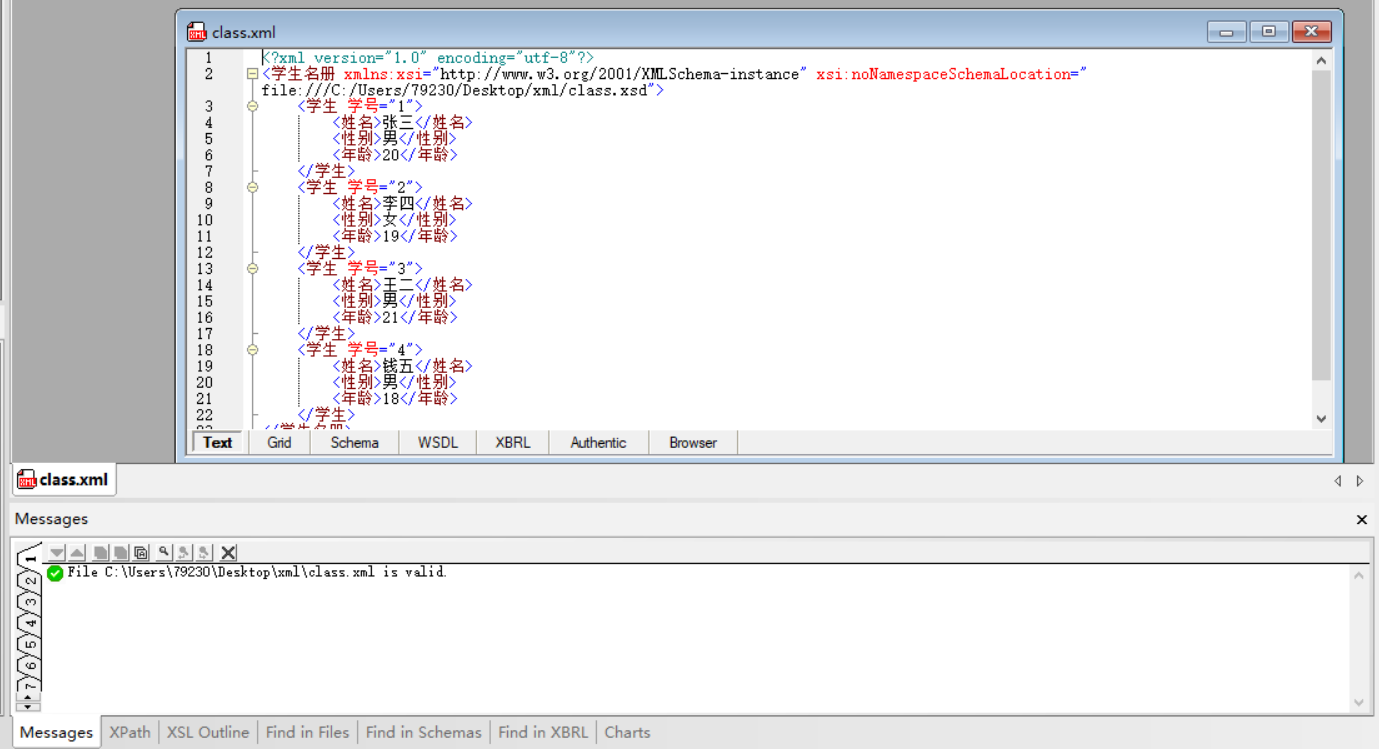 class.xml
1 <?xml version="1.0" encoding="utf-8"?>
2 <学生名册 xmlns:xsi="http://www.w3.org/2001/XMLSchema-instance" xsi:noNamespaceSchemaLocation="
file:///C:/Users/79230/Desktop/xml/class.xsd">
3 <学生 学号="1">
4 <姓名>张三</姓名>
5 <性别>男</性别>
6 <年龄>20</年龄>
7 </学生>
8 <学生 学号="2">
9 <姓名>李四</姓名>
10 <性别>女</性别>
11 <年龄>19</年龄>
12 </学生>
13 <学生 学号="3">
14 <姓名>王二</姓名>
15 <性别>男</性别>
16 <年龄>21</年龄>
17 </学生>
18 <学生 学号="4">
19 <姓名>钱五</姓名>
20 <性别>男</性别>
21 <年龄>18</年龄>
22 </学生>
23 </学生名册>
Text Grid Schema WSDL XBRL Authentic Browser
class.xml
Messages
1
File C:\Users\79230\Desktop\xml\class.xml is valid.
2
3
4
5
6
7
Messages XPath XSL Outline Find in Files Find in Schemas Find in XBRL Charts